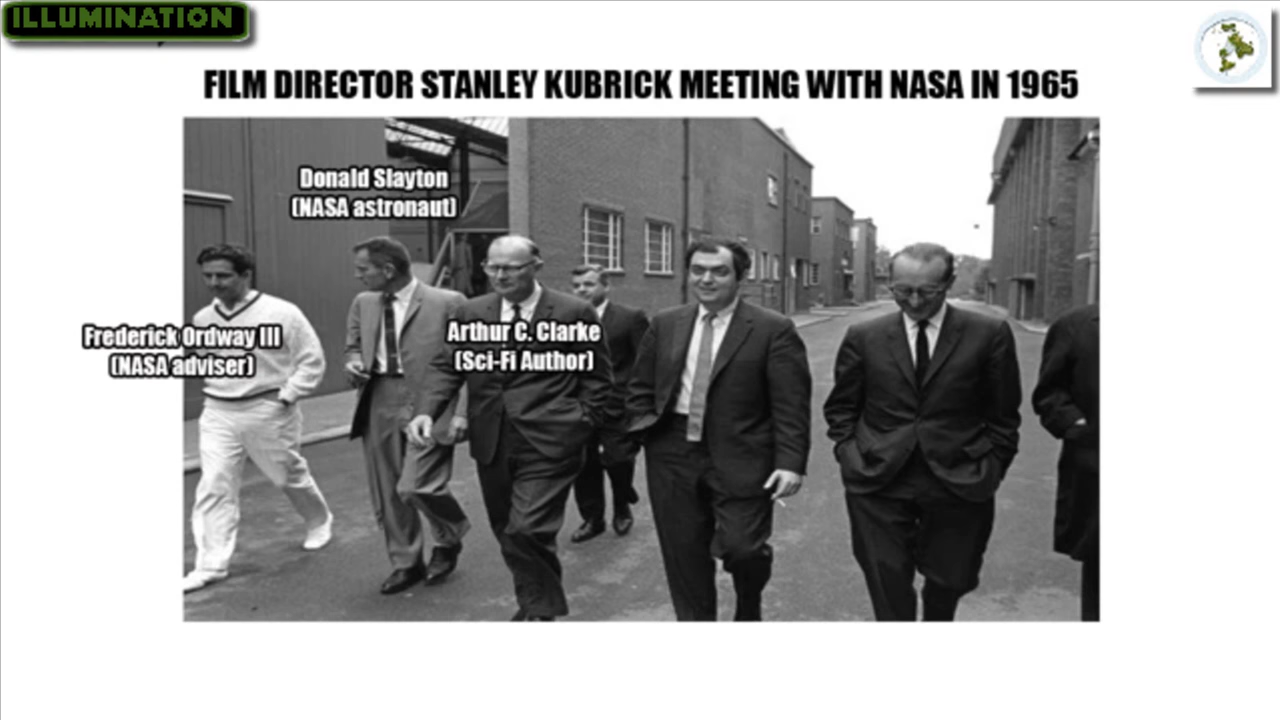 ILLUMINATION
FILM DIRECTOR STANLEY KUBRICK MEETING WITH NASA IN 1965
Donald Slayton
(NASA astronaut)
Frederick Ordway III
(NASA adviser)
Arthur C. Clarke
(Sci-Fi Author)